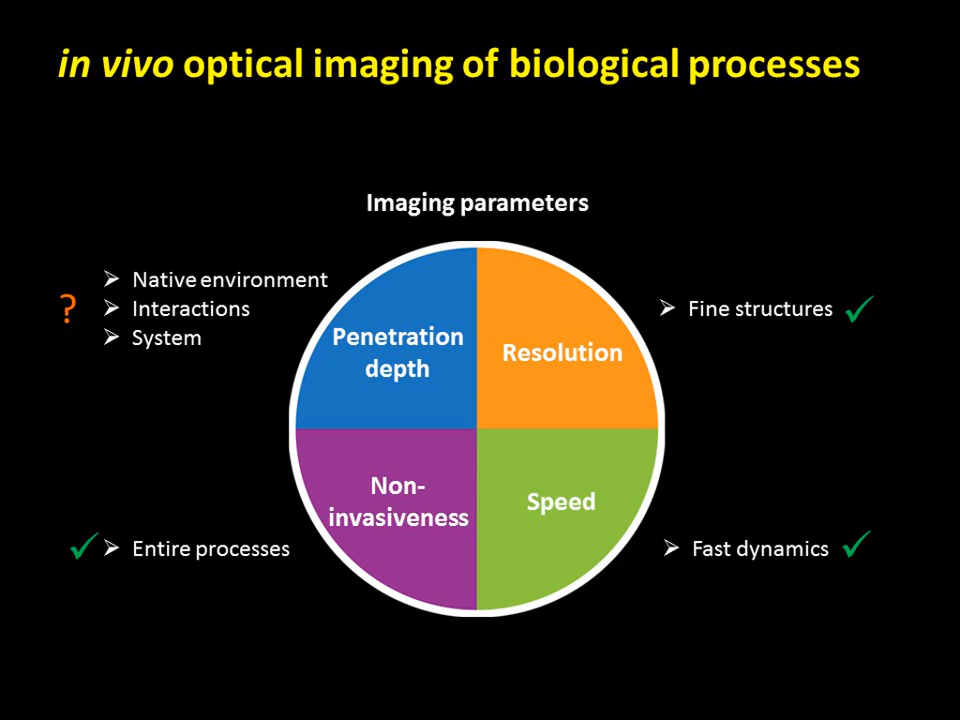 in vivo optical imaging of biological processes
Imaging parameters
? ➢ Native environment
➢ Interactions
➢ System
Penetration
depth
Resolution
➢ Fine structures ✓
Non-
invasiveness
Speed
✓ ➢ Entire processes
➢ Fast dynamics ✓